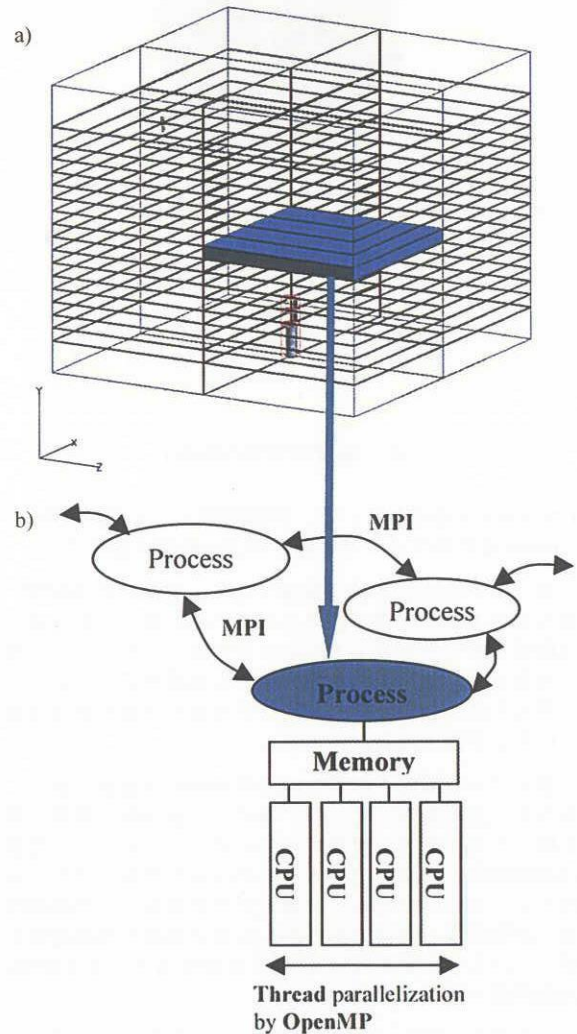 a)
Y
X
Z
b)
MPI
Process
Process
MPI
Process
Memory
CPU
CPU
CPU
CPU
Thread parallelization
by OpenMP